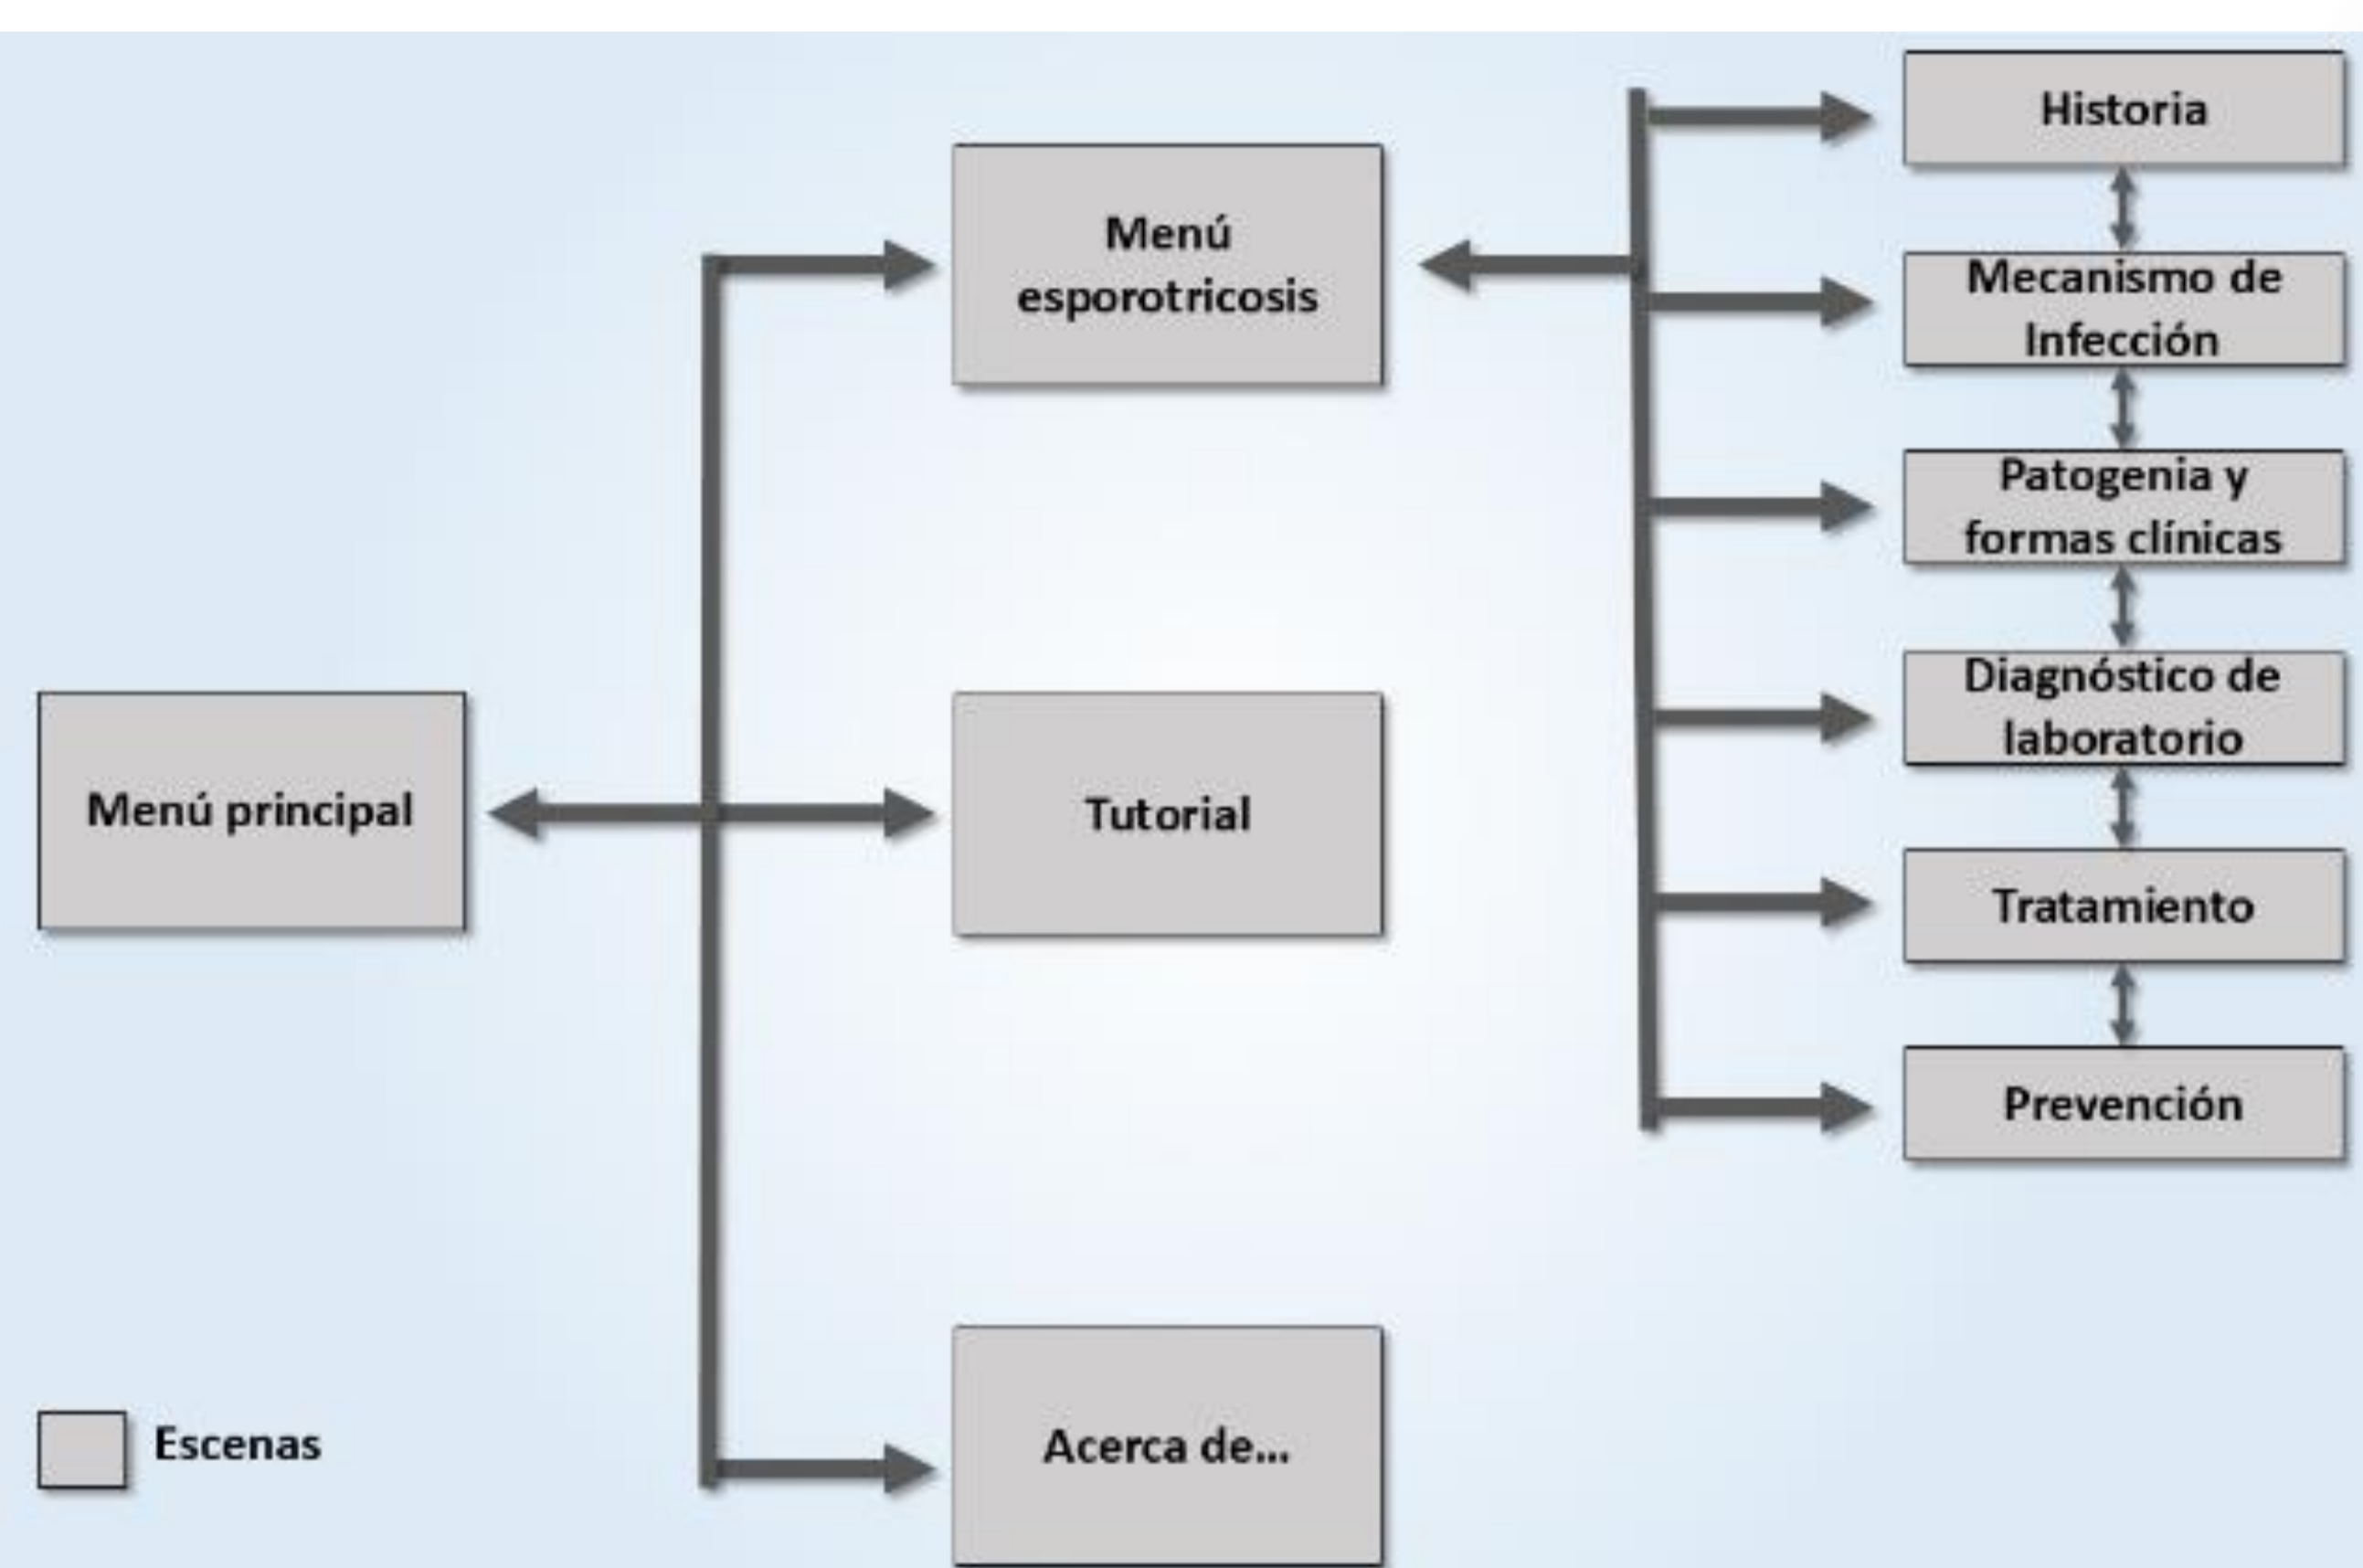 Menú principal
Menú
esporotricosis
Tutorial
Acerca de...
Historia
Mecanismo de
Infección
Patogenia y
formas clínicas
Diagnóstico de
laboratorio
Tratamiento
Prevención
Escenas